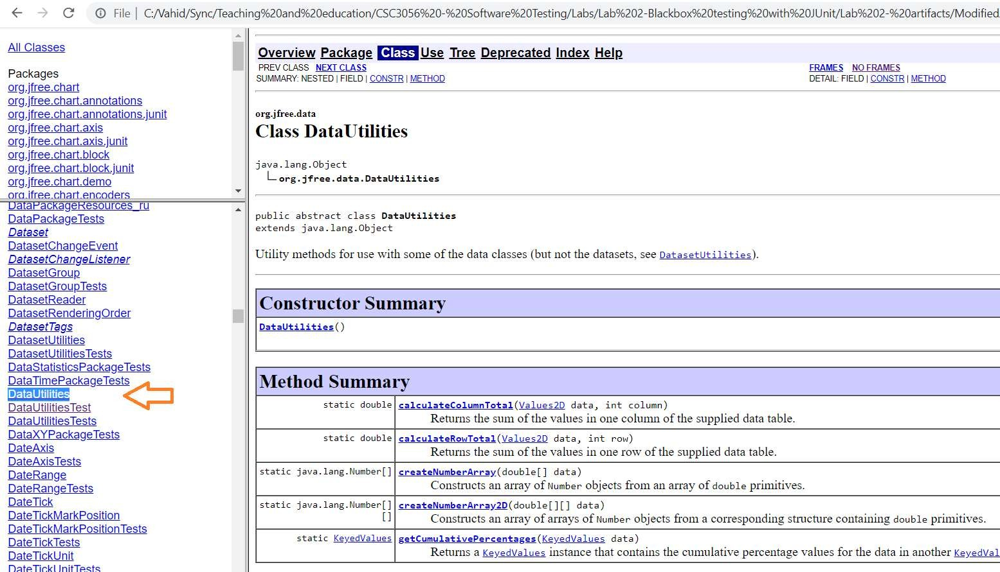 File | C:/Vahid/Sync/Teaching%20and%20education/CSC3056%20-%20Software%20Testing/Labs/Lab%202-Blackbox%20testing%20with%20JUnit/Lab%202-%20artifacts/Modified
All Classes
Packages
org.jfree.chart
org.jfree.chart.annotations
org.jfree.chart.annotations.junit
org.jfree.chart.axis
org.jfree.chart.axis.junit
org.jfree.chart.block
org.jfree.chart.block.junit
org.jfree.chart.demo
org.jfree.chart.encoders
DataPackageResources_ru
DataPackageTests
Dataset
DatasetChangeEvent
DatasetChangeListener
DatasetGroup
DatasetGroupTests
DatasetReader
DatasetRenderingOrder
DatasetTags
DatasetUtilities
DatasetUtilitiesTests
DataStatisticsPackageTests
DataTimePackageTests
DataUtilities
DataUtilitiesTest
DataUtilitiesTests
DataXYPackageTests
DateAxis
DateAxisTests
DateRange
DateRangeTests
DateTick
DateTickMarkPosition
DateTickMarkPositionTests
DateTickTests
DateTickUnit
DateTickUnitTests
Overview Package Class Use Tree Deprecated Index Help
PREV CLASS NEXT CLASS FRAMES NO FRAMES
SUMMARY: NESTED | FIELD | CONSTR | METHOD DETAIL: FIELD | CONSTR | METHOD
org.jfree.data
Class DataUtilities
java.lang.Object
org.jfree.data.DataUtilities
public abstract class DataUtilities
extends java.lang.Object
Utility methods for use with some of the data classes (but not the datasets, see DatasetUtilities).
Constructor Summary
DataUtilities()
Method Summary
static double calculateColumnTotal(Values2D data, int column)
Returns the sum of the values in one column of the supplied data table.
static double calculateRowTotal(Values2D data, int row)
Returns the sum of the values in one row of the supplied data table.
static java.lang.Number[] createNumberArray(double[] data)
Constructs an array of Number objects from an array of double primitives.
static java.lang.Number[] createNumberArray2D(double[][] data)
[] Constructs an array of arrays of Number objects from a corresponding structure containing double primitives.
static KeyedValues getCumulativePercentages(KeyedValues data)
Returns a KeyedValues instance that contains the cumulative percentage values for the data in another KeyedVal